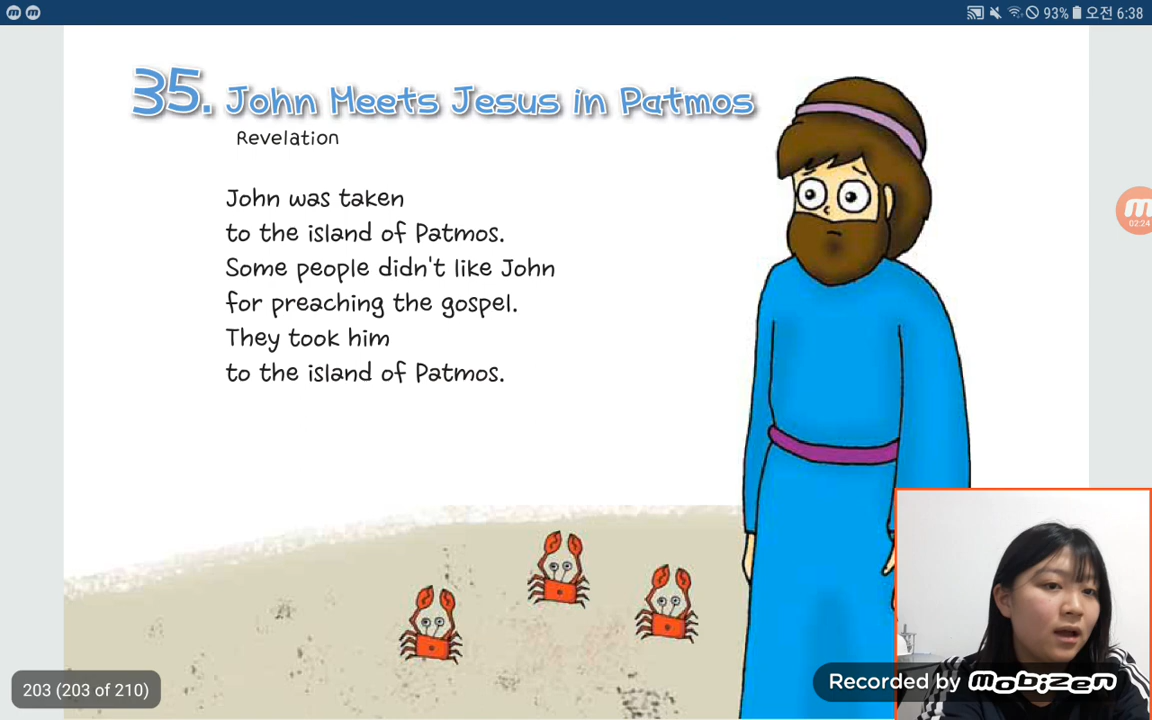 93% 오전 6:38
35. John Meets Jesus in Patmos
Revelation
John was taken
to the island of Patmos.
Some people didn't like John
for preaching the gospel.
They took him
to the island of Patmos.
02:24
203 (203 of 210)
Recorded by mobizen